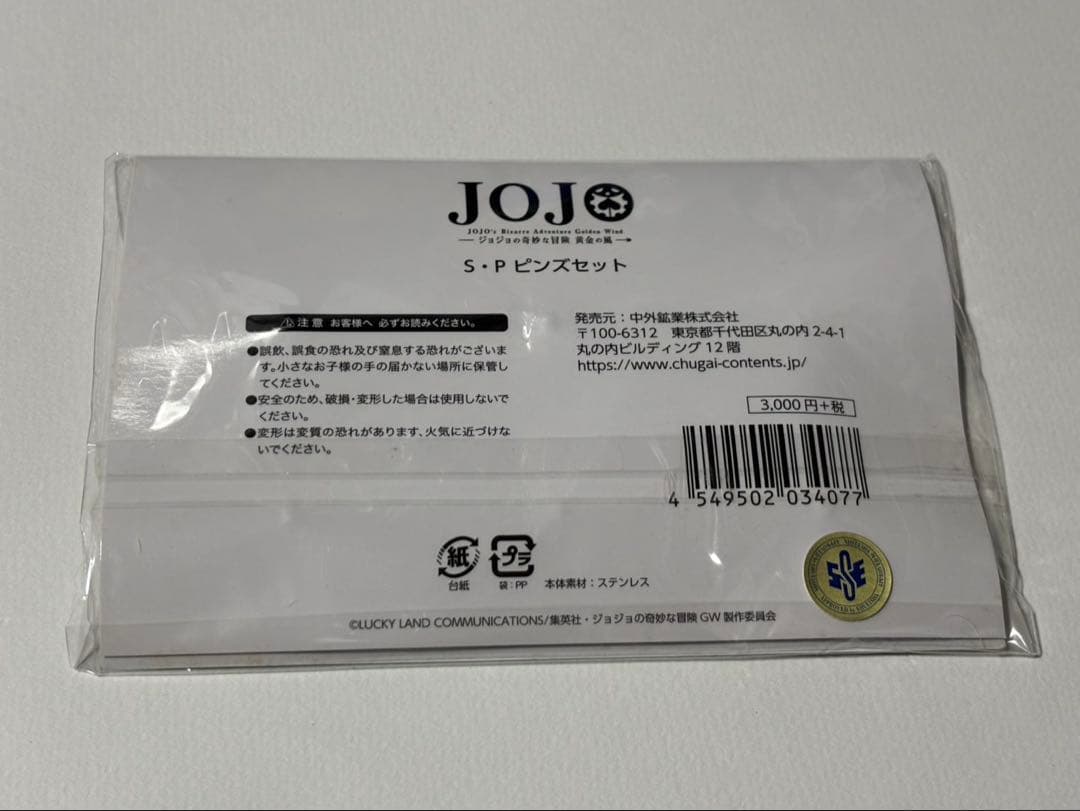 JOJO
JOJO's Bizarre Adventure Golden Wind
ジョジョの奇妙な冒険 黄金の風
S・P ピンズセット
注意 お客様へ 必ずお読みください。
●誤飲、誤食の恐れ及び窒息する恐れがございま
す。小さなお子様の手の届かない場所に保管し
てください。
●安全のため、破損・変形した場合は使用しないで
ください。
●変形は変質の恐れがあります、火気に近づけな
いでください。
発売元：中外鉱業株式会社
〒100-6312 東京都千代田区丸の内 2-4-1
丸の内ビルディング 12 階
https://www.chugai-contents.jp/
3,000 円+税
4 549502 034077
紙
台紙
プラ
袋：PP
本体素材：ステンレス
©LUCKY LAND COMMUNICATIONS/集英社・ジョジョの奇妙な冒険 GW 製作委員会